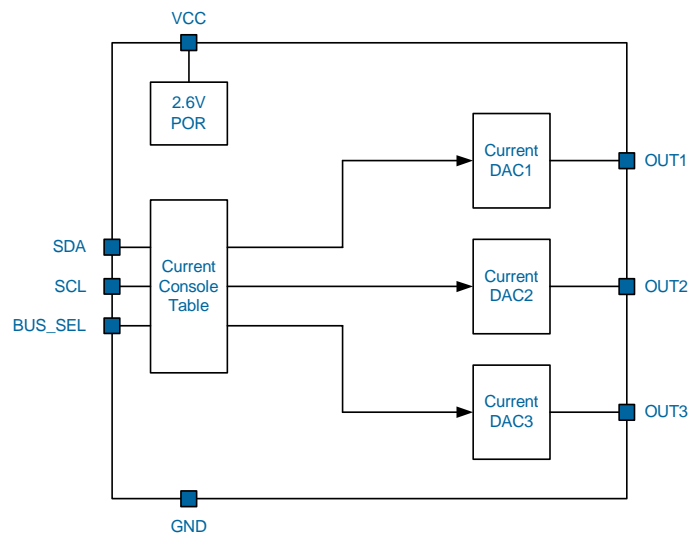 VCC
2.6V
POR
Current
DAC1
OUT1
SDA
SCL
BUS_SEL
Current
Console
Table
Current
DAC2
OUT2
Current
DAC3
OUT3
GND